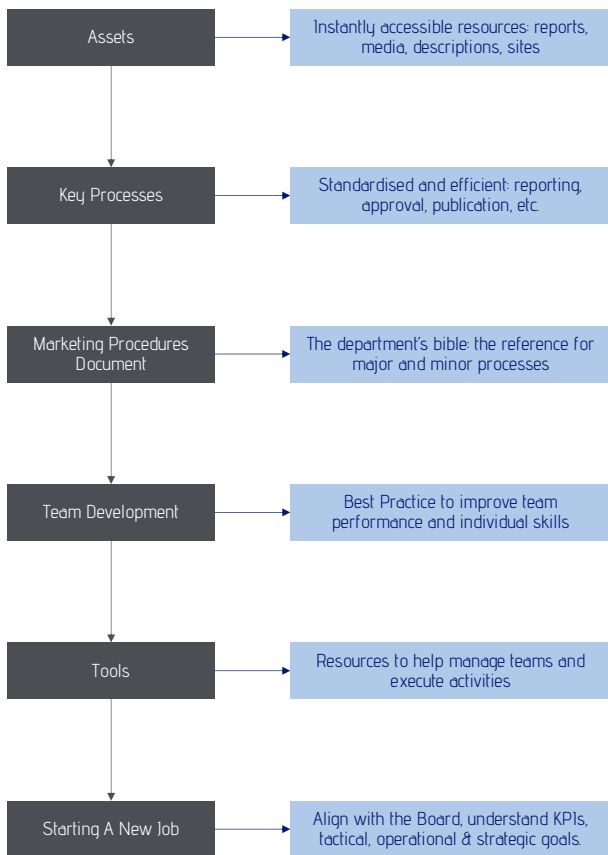 Assets
Instantly accessible resources: reports,
media, descriptions, sites
Key Processes
Standardised and efficient: reporting,
approval, publication, etc.
Marketing Procedures
Document
The department's bible: the reference for
major and minor processes
Team Development
Best Practice to improve team
performance and individual skills
Tools
Resources to help manage teams and
execute activities
Starting A New Job
Align with the Board, understand KPIs,
tactical, operational & strategic goals.